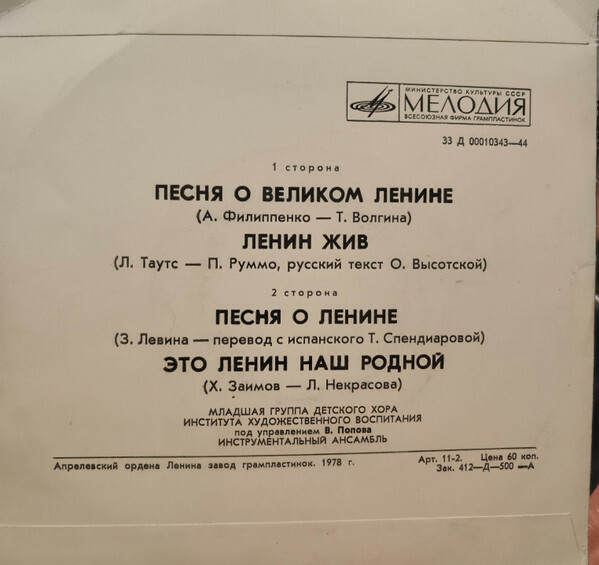 МИНИСТЕРСТВО КУЛЬТУРЫ СССР
МЕЛОДИЯ
ВСЕСОЮЗНАЯ ФИРМА ГРАМПЛАСТИНОК
33 Д 00010343—44
1 сторона
ПЕСНЯ О ВЕЛИКОМ ЛЕНИНЕ
(А. Филиппенко — Т. Волгина)
ЛЕНИН ЖИВ
(Л. Таутс — П. Руммо, русский текст О. Высотской)
2 сторона
ПЕСНЯ О ЛЕНИНЕ
(З. Левина — перевод с испанского Т. Спендиаровой)
ЭТО ЛЕНИН НАШ РОДНОЙ
(Х. Заимов — Л. Некрасова)
МЛАДШАЯ ГРУППА ДЕТСКОГО ХОРА
ИНСТИТУТА ХУДОЖЕСТВЕННОГО ВОСПИТАНИЯ
под управлением В. Попова
ИНСТРУМЕНТАЛЬНЫЙ АНСАМБЛЬ
Апрелевский ордена Ленина завод грампластинок. 1978 г.
Арт. 11-2. Цена 60 коп.
Зак. 412—Д—500 —А